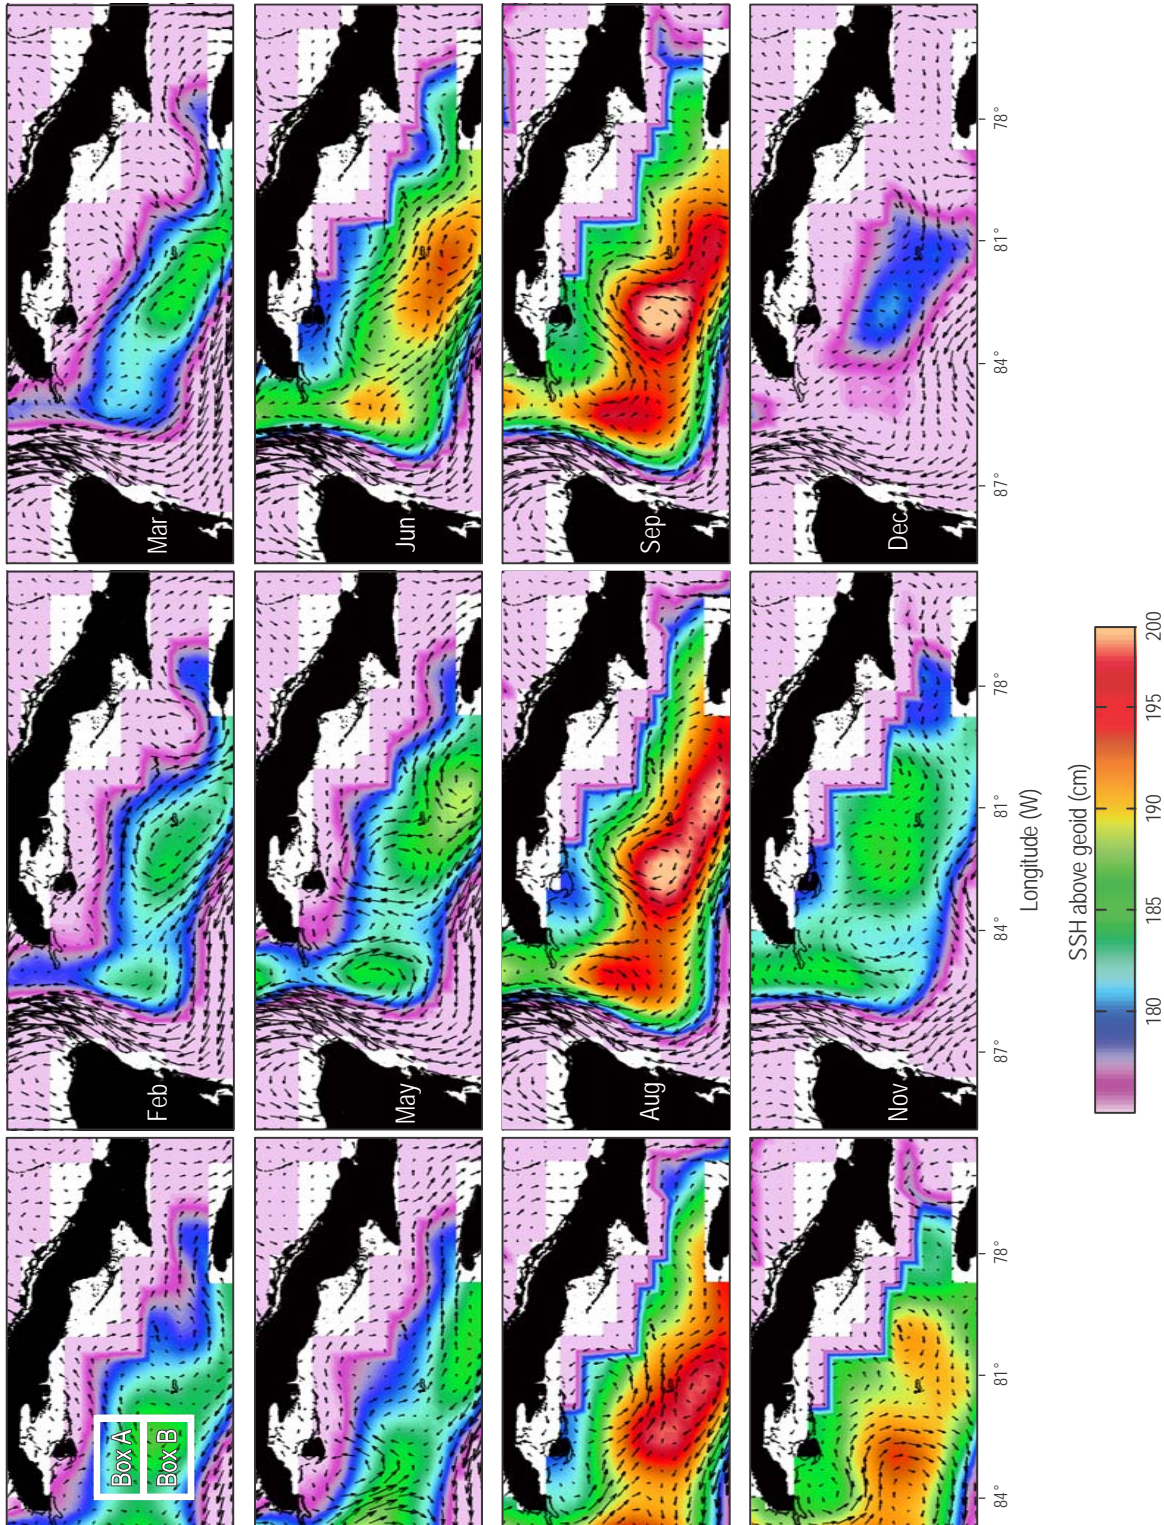 Box A
Box B
Feb
Mar
May
Jun
Aug
Sep
Nov
Dec
84°
81°
78°
87°
84°
81°
78°
87°
84°
81°
78°
Longitude (W)
SSH above geoid (cm)
180
185
190
195
200